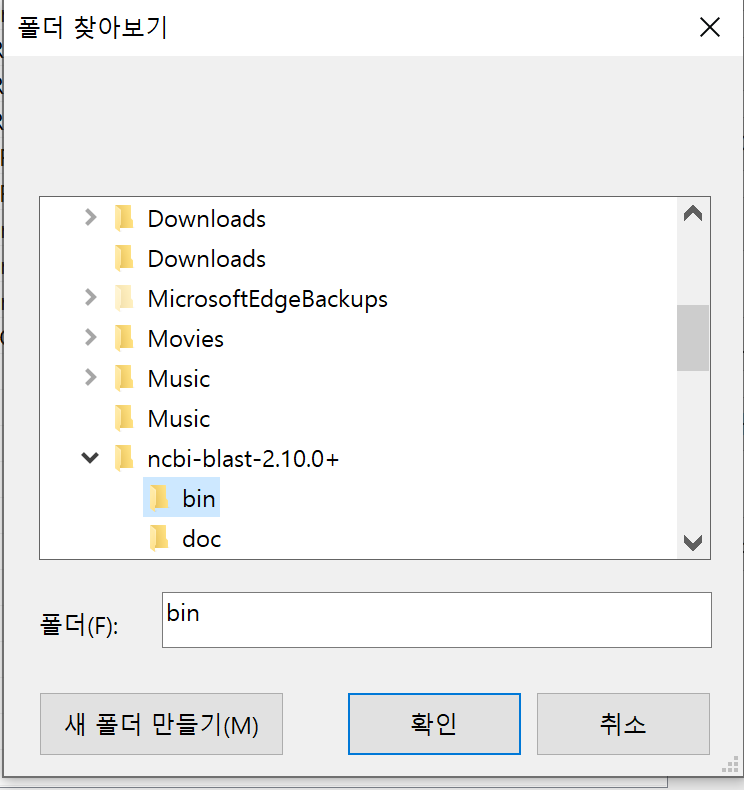 폴더 찾아보기
Downloads
Downloads
MicrosoftEdgeBackups
Movies
Music
Music
ncbi-blast-2.10.0+
bin
doc
폴더(F):
bin
새 폴더 만들기(M)
확인
취소